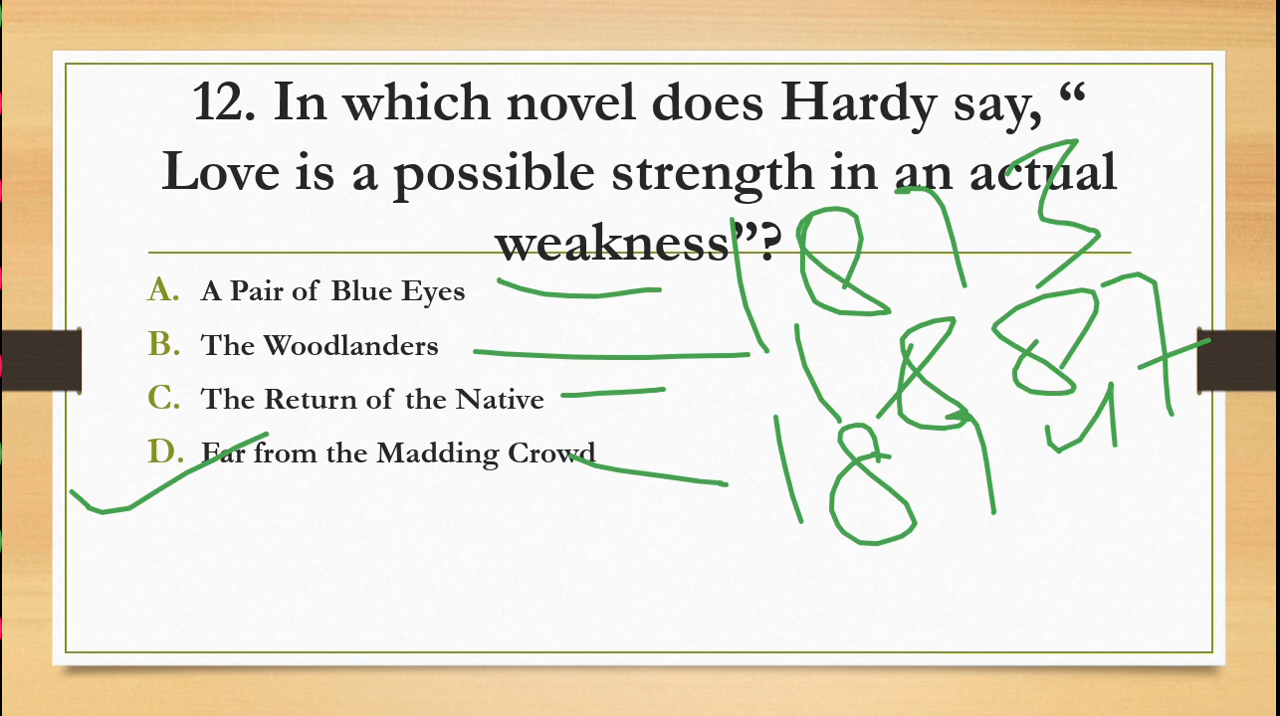 12. In which novel does Hardy say, “
Love is a possible strength in an actual
weakness”?
A. A Pair of Blue Eyes
1873
B. The Woodlanders
1887
C. The Return of the Native
D. Far from the Madding Crowd
1874